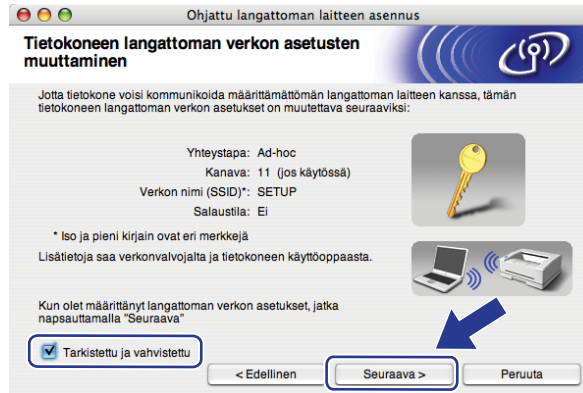 Ohjattu langattoman laitteen asennus
Tietokoneen langattoman verkon asetusten
muuttaminen
Jotta tietokone voisi kommunikoida määrittämättömän langattoman laitteen kanssa, tämän
tietokoneen langattoman verkon asetukset on muutettava seuraaviksi:
Yhteystapa: Ad-hoc
Kanava: 11 (jos käytössä)
Verkon nimi (SSID)*: SETUP
Salaustila: Ei
* Iso ja pieni kirjain ovat eri merkkejä
Lisätietoja saa verkonvalvojalta ja tietokoneen käyttöoppaasta.
Kun olet määrittänyt langattoman verkon asetukset, jatka
napsauttamalla "Seuraava"
Tarkistettu ja vahvistettu
< Edellinen
Seuraava >
Peruuta